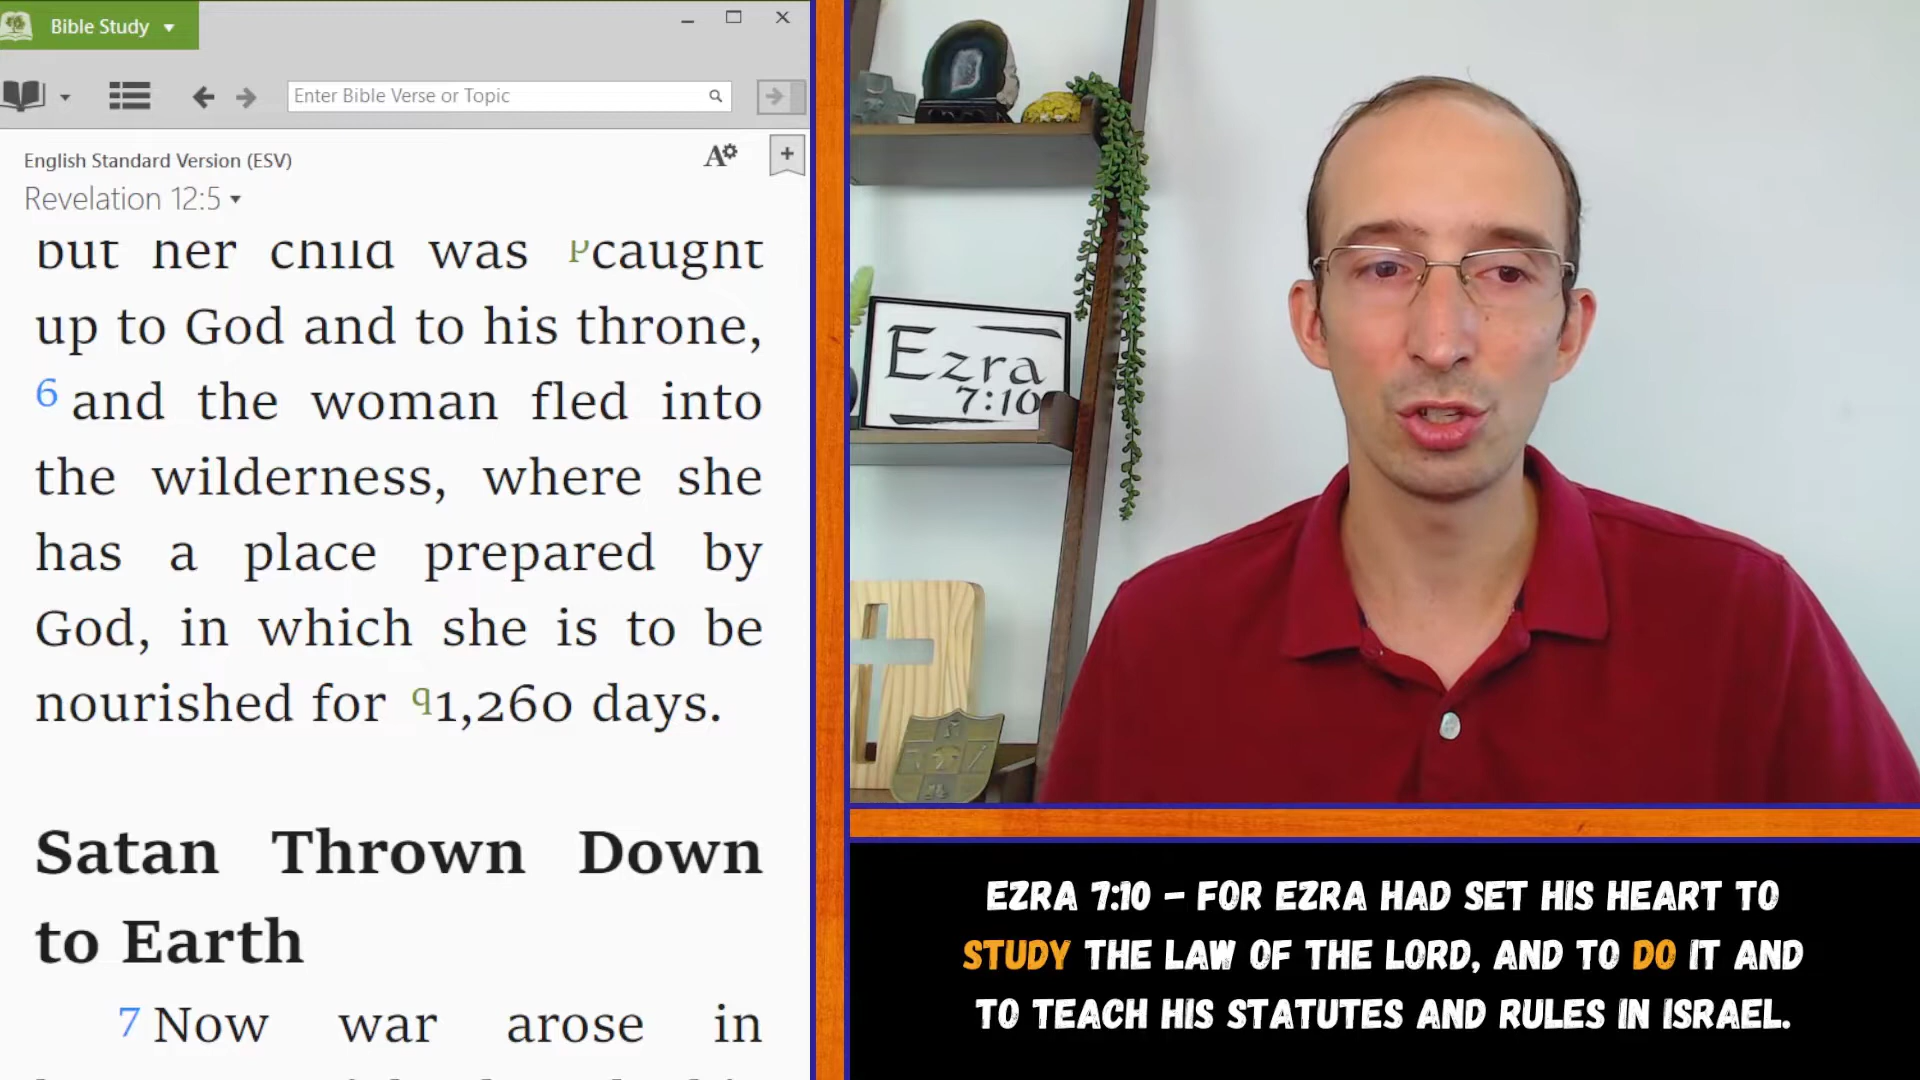 Bible Study
Enter Bible Verse or Topic
English Standard Version (ESV)
Revelation 12:5
but her child was pcaught
up to God and to his throne,
6 and the woman fled into
the wilderness, where she
has a place prepared by
God, in which she is to be
nourished for q1,260 days.
Satan Thrown Down
to Earth
7 Now war arose in
Ezra
7:10
EZRA 7:10 – FOR EZRA HAD SET HIS HEART TO
STUDY THE LAW OF THE LORD, AND TO DO IT AND
TO TEACH HIS STATUTES AND RULES IN ISRAEL.